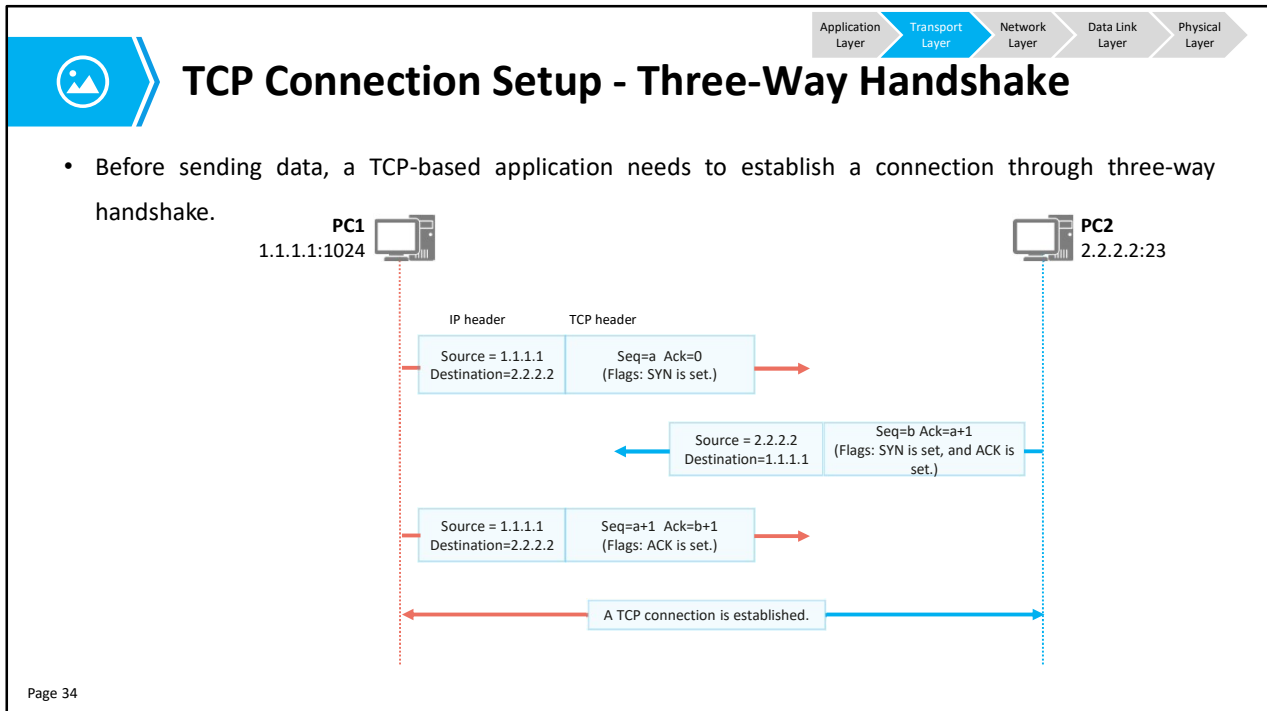 Application Layer
Transport Layer
Network Layer
Data Link Layer
Physical Layer
TCP Connection Setup - Three-Way Handshake
• Before sending data, a TCP-based application needs to establish a connection through three-way
handshake.
PC1
1.1.1.1:1024
PC2
2.2.2.2:23
IP header
TCP header
Source = 1.1.1.1
Destination=2.2.2.2
Seq=a Ack=0
(Flags: SYN is set.)
Source = 2.2.2.2
Destination=1.1.1.1
Seq=b Ack=a+1
(Flags: SYN is set, and ACK is
set.)
Source = 1.1.1.1
Destination=2.2.2.2
Seq=a+1 Ack=b+1
(Flags: ACK is set.)
A TCP connection is established.
Page 34